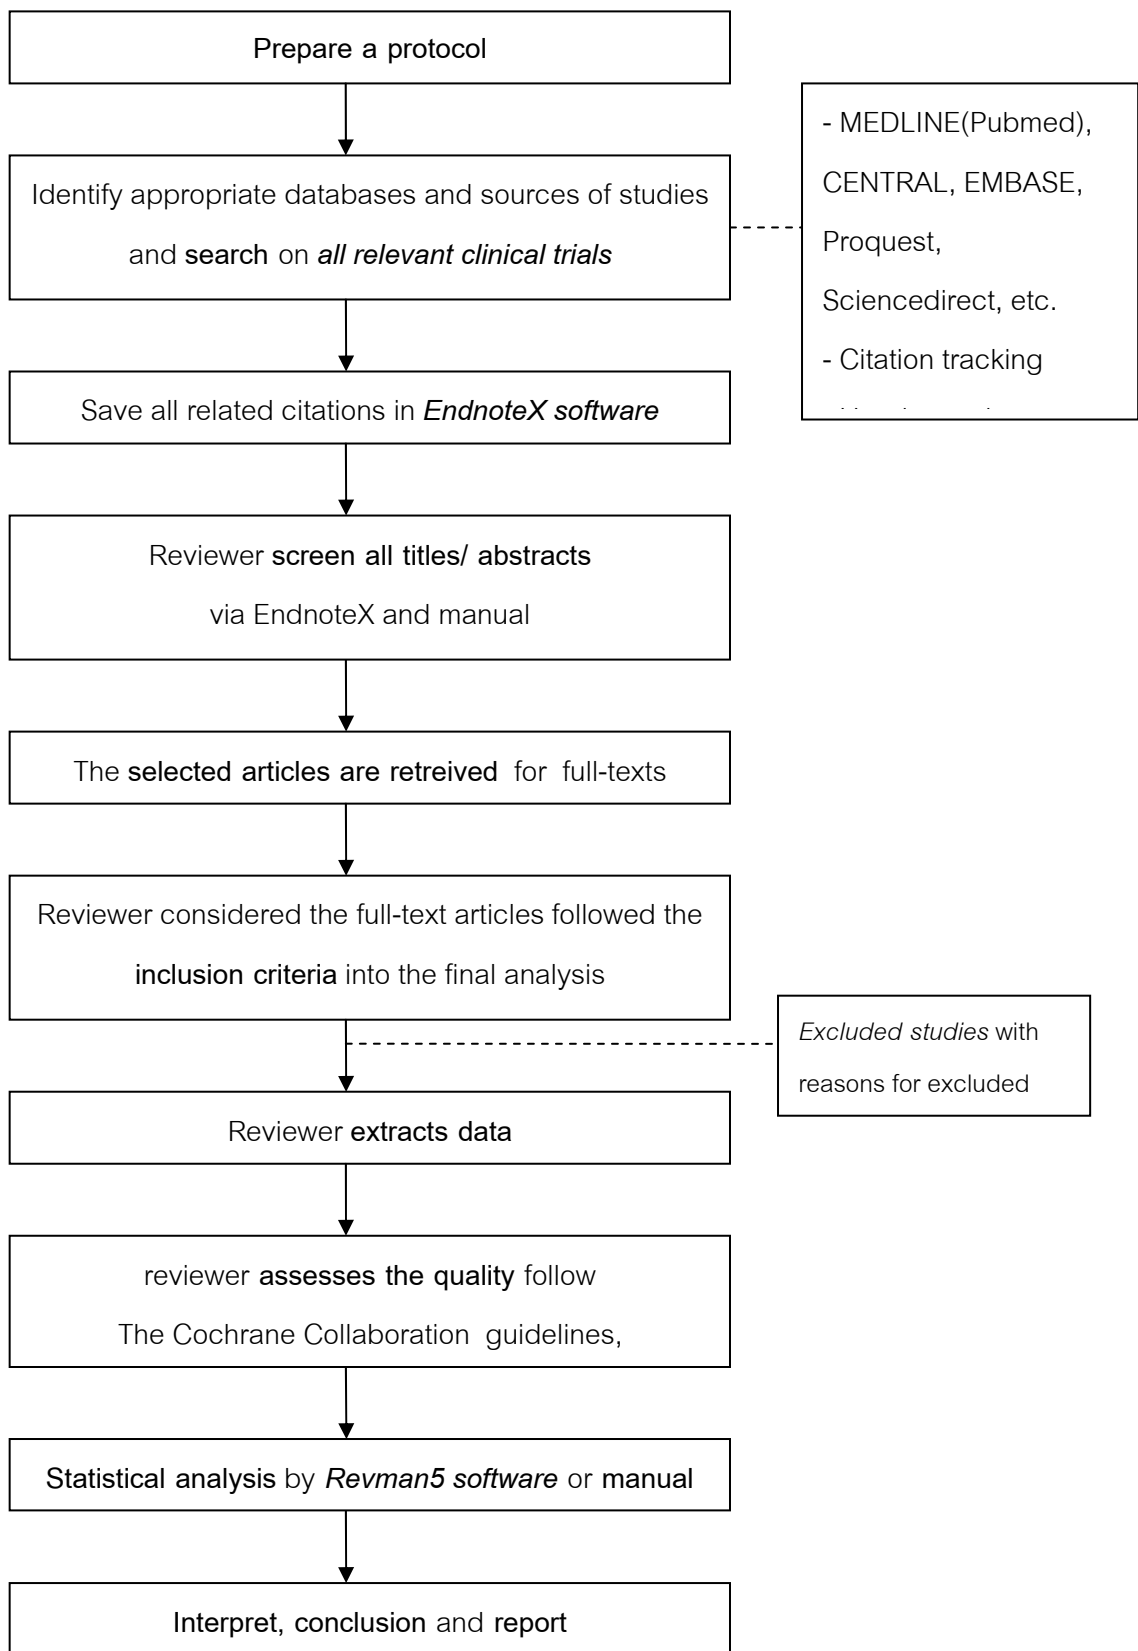 Prepare a protocol
Identify appropriate databases and sources of studies
and search on all relevant clinical trials
- MEDLINE(Pubmed),
CENTRAL, EMBASE,
Proquest,
Sciencedirect, etc.
- Citation tracking
Save all related citations in EndnoteX software
Reviewer screen all titles/ abstracts
via EndnoteX and manual
The selected articles are retreived for full-texts
Reviewer considered the full-text articles followed the
inclusion criteria into the final analysis
Excluded studies with
reasons for excluded
Reviewer extracts data
reviewer assesses the quality follow
The Cochrane Collaboration guidelines,
Statistical analysis by Revman5 software or manual
Interpret, conclusion and report